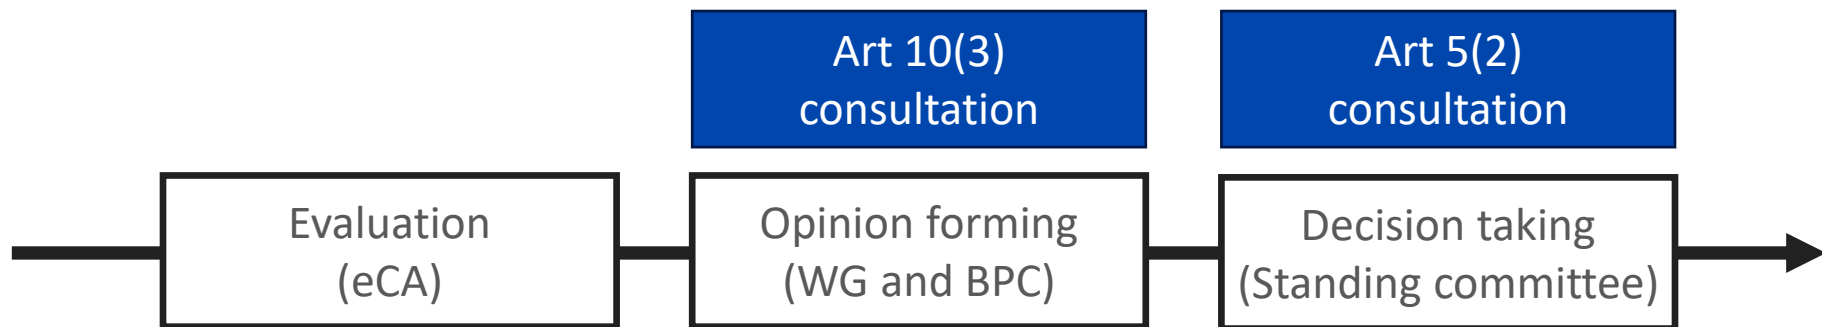 Art 10(3)
consultation
Art 5(2)
consultation
Evaluation
(eCA)
Opinion forming
(WG and BPC)
Decision taking
(Standing committee)